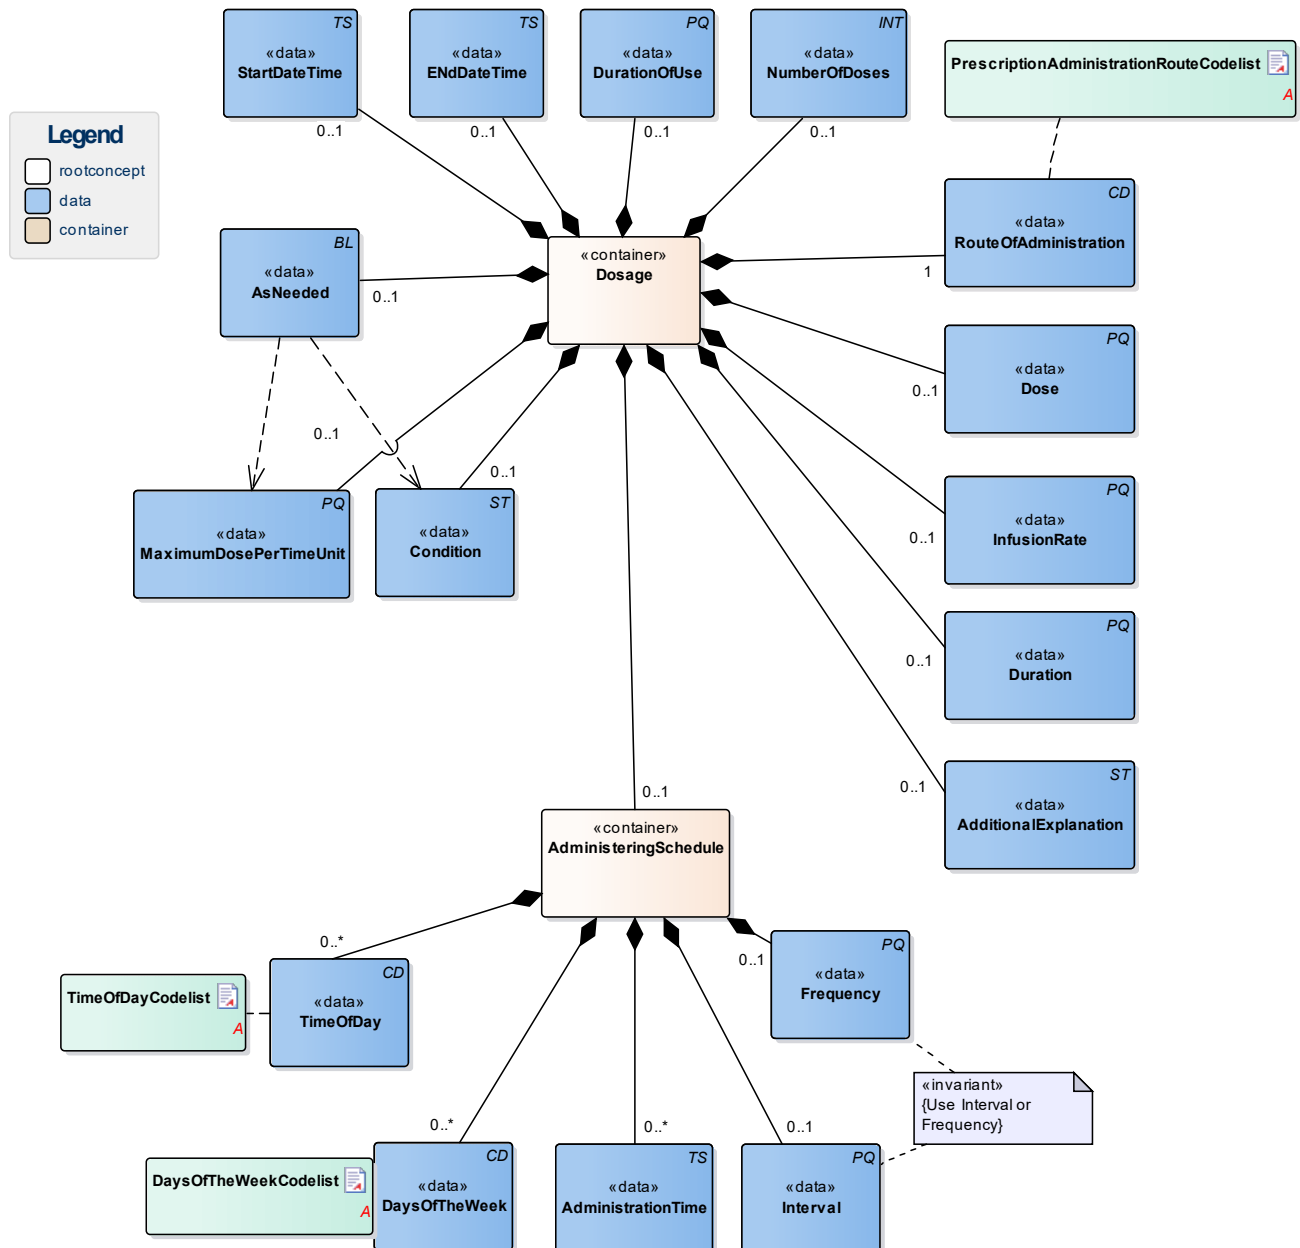 TS
«data»
StartDateTime
TS
«data»
ENdDateTime
PQ
«data»
DurationOfUse
INT
«data»
NumberOfDoses
PrescriptionAdministrationRouteCodelist
A
0..1
0..1
0..1
0..1
Legend
rootconcept
data
container
CD
«data»
RouteOfAdministration
1
BL
«data»
AsNeeded
0..1
«container»
Dosage
PQ
«data»
Dose
0..1
0..1
0..1
PQ
«data»
MaximumDosePerTimeUnit
ST
«data»
Condition
PQ
«data»
InfusionRate
0..1
PQ
«data»
Duration
0..1
ST
«data»
AdditionalExplanation
0..1
0..1
«container»
AdministeringSchedule
0..*
0..1
PQ
«data»
Frequency
TimeOfDayCodelist
A
CD
«data»
TimeOfDay
«invariant»
{Use Interval or
Frequency}
0..*
0..*
0..1
DaysOfTheWeekCodelist
A
CD
«data»
DaysOfTheWeek
TS
«data»
AdministrationTime
PQ
«data»
Interval